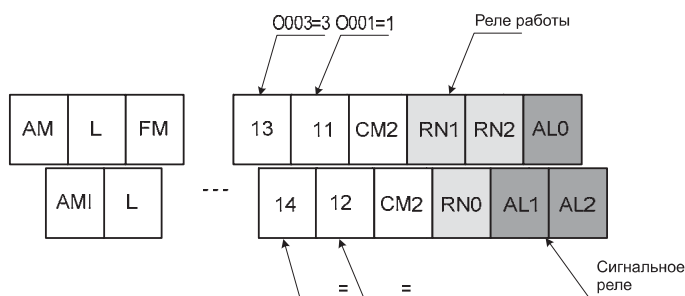 O003=3 O001=1 Реле работы
AM L FM 13 11 CM2 RN1 RN2 AL0
AMI L --- 14 12 CM2 RN0 AL1 AL2
Сигнальное
реле
= =